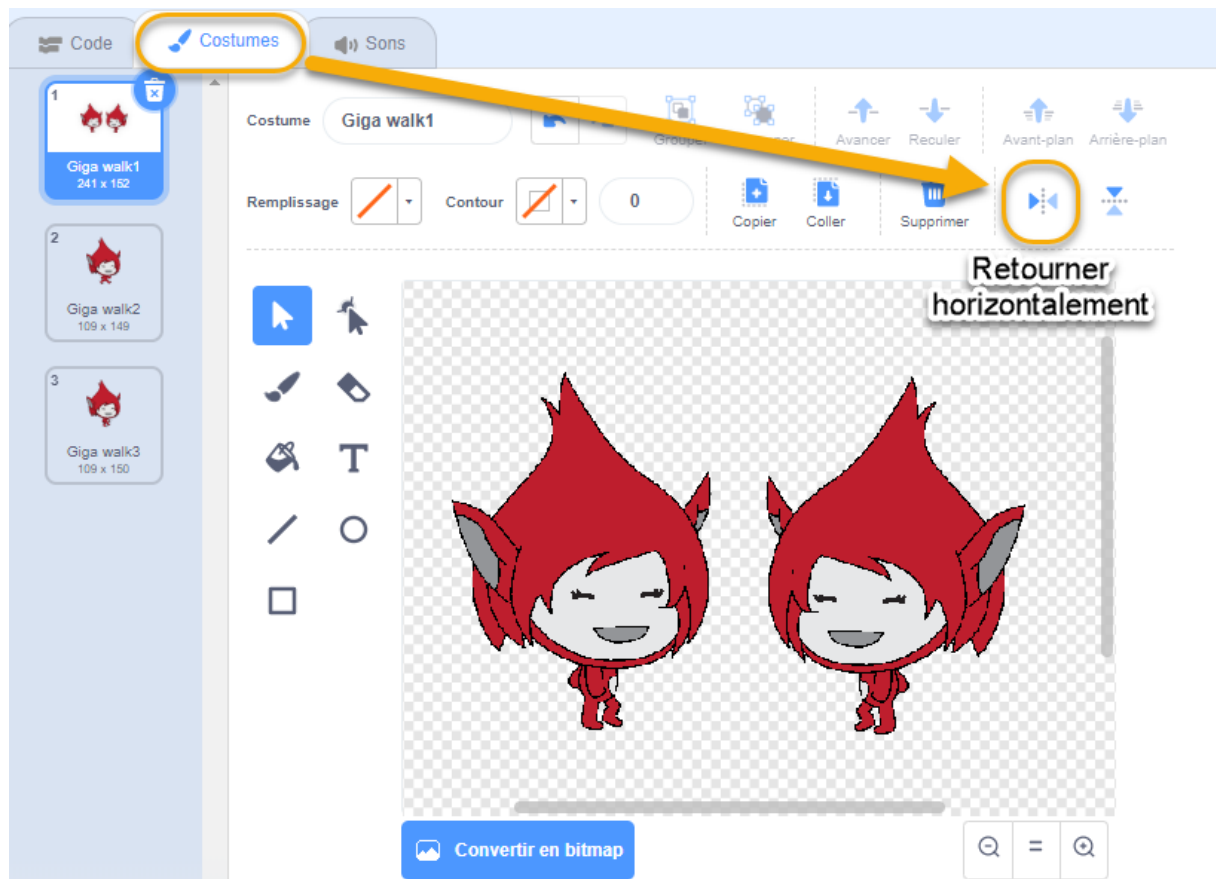 Code
Costumes
Sons
1
Giga walk1
241 x 152
2
Giga walk2
109 x 149
3
Giga walk3
109 x 150
Costume
Giga walk1
Avancer
Reculer
Avant-plan
Arrière-plan
Remplissage
Contour
0
Copier
Coller
Supprimer
Retourner
horizontalement
T
Convertir en bitmap